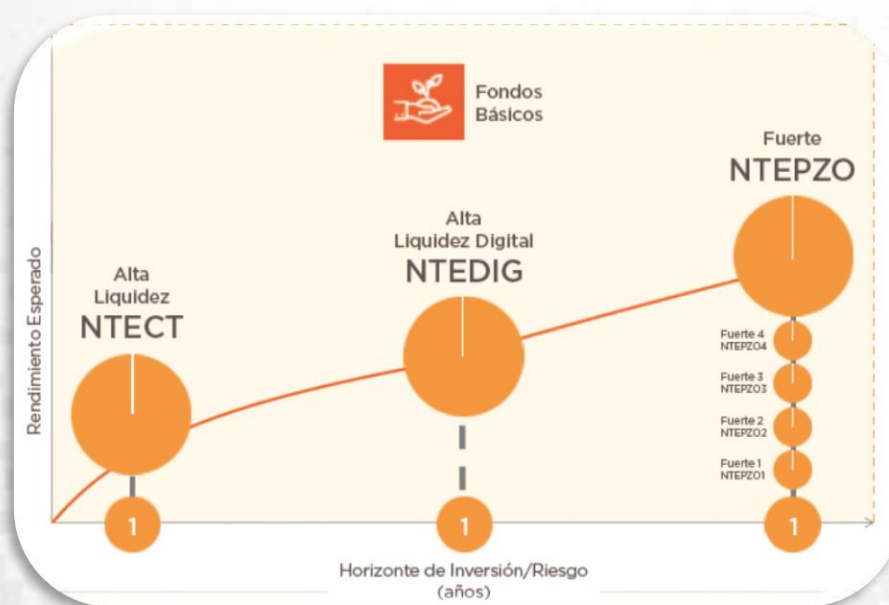 Fondos
Básicos
Fuerte
NTEPZO
Alta
Liquidez Digital
NTEDIG
Alta
Liquidez
NTECT
Rendimiento Esperado
Fuerte 4
NTEPZO4
Fuerte 3
NTEPZO3
Fuerte 2
NTEPZO2
Fuerte 1
NTEPZO1
1
1
1
Horizonte de Inversión/Riesgo
(años)